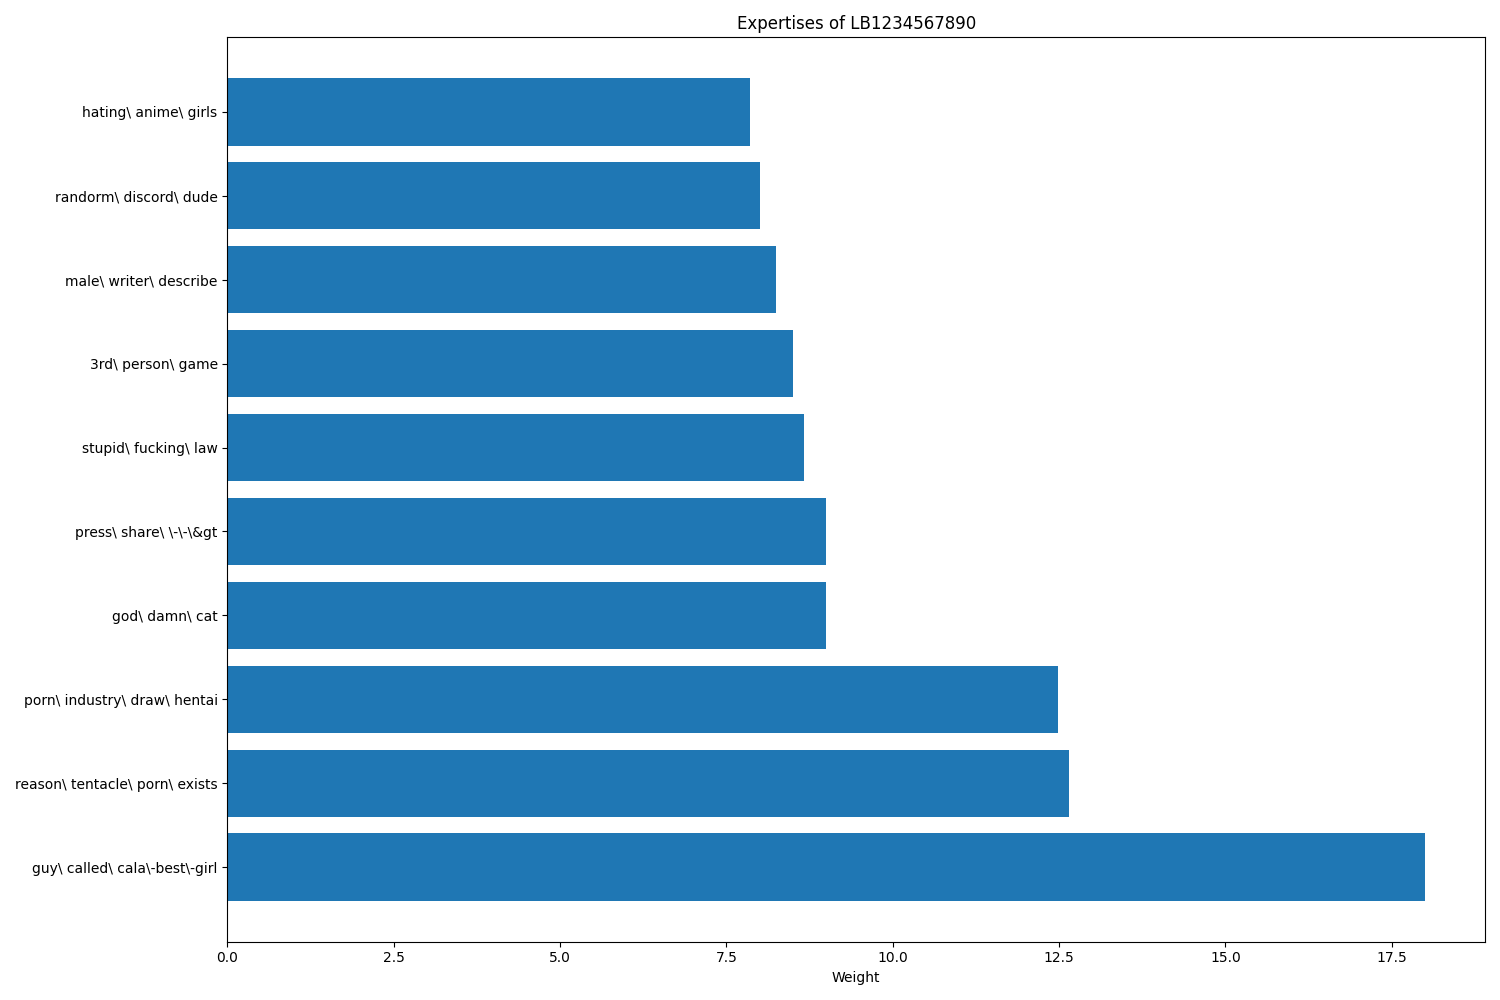 Expertises of LB1234567890
hating\ anime\ girls
randorm\ discord\ dude
male\ writer\ describe
3rd\ person\ game
stupid\ fucking\ law
press\ share\ \-\-\&gt
god\ damn\ cat
porn\ industry\ draw\ hentai
reason\ tentacle\ porn\ exists
guy\ called\ cala\-best\-girl
0.0 2.5 5.0 7.5 10.0 12.5 15.0 17.5
Weight